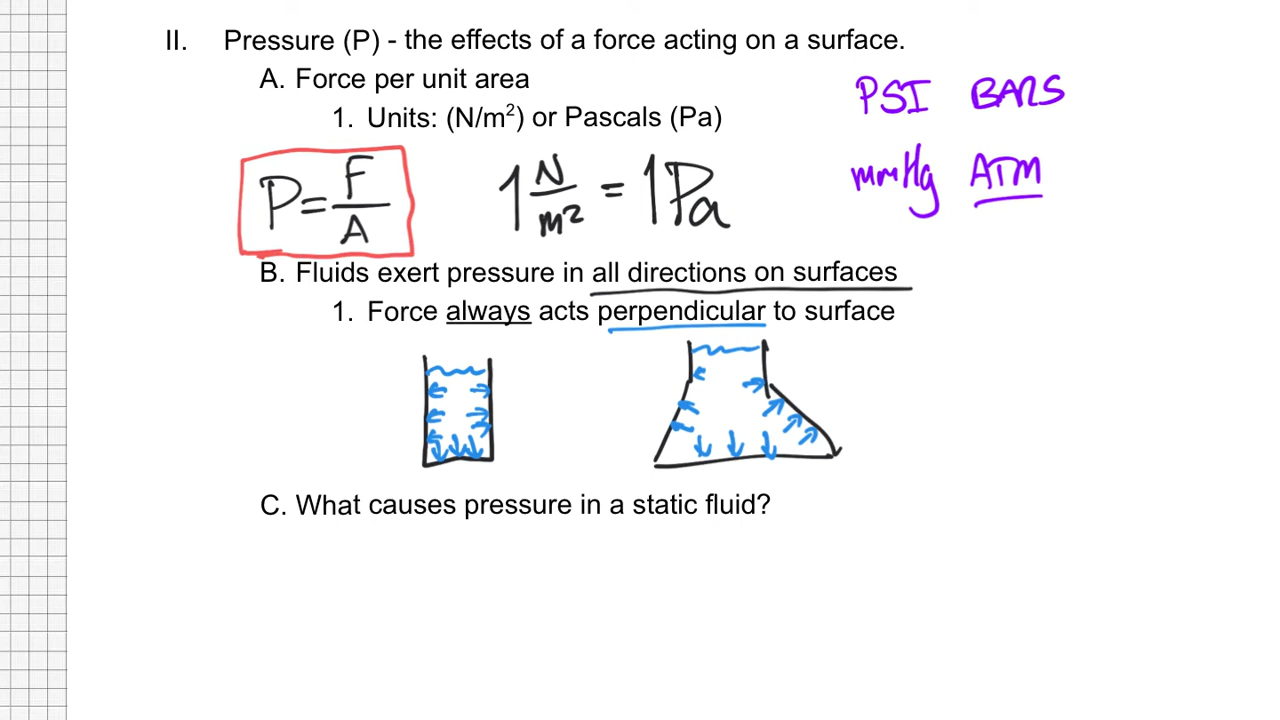 II. Pressure (P) - the effects of a force acting on a surface.
A. Force per unit area
PSI BARS
1. Units: (N/m²) or Pascals (Pa)
P = F/A 1 N/m² = 1 Pa
mmHg ATM
B. Fluids exert pressure in all directions on surfaces
1. Force always acts perpendicular to surface
C. What causes pressure in a static fluid?